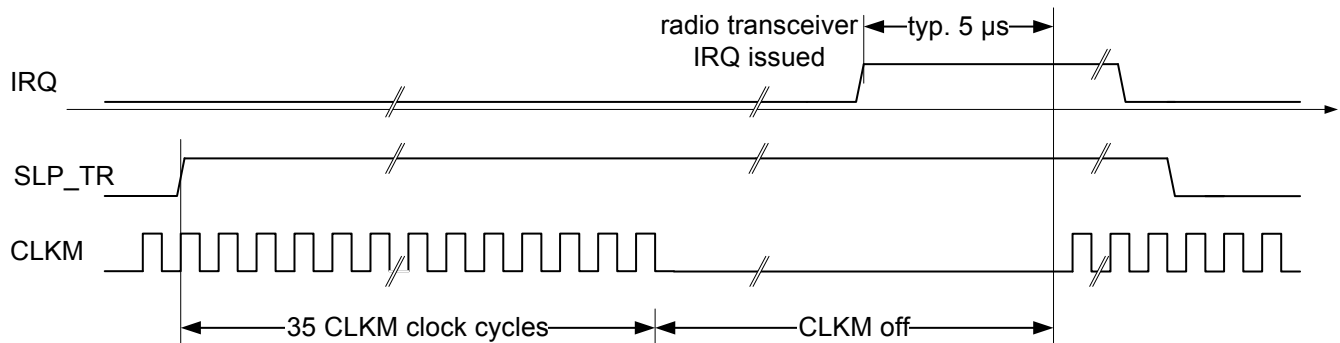 radio transceiver
IRQ issued
typ. 5 µs
IRQ
SLP_TR
CLKM
35 CLKM clock cycles
CLKM off